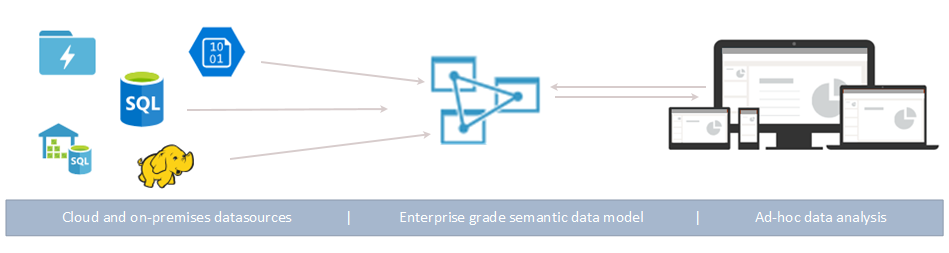 10
01
SQL
SQL
Cloud and on-premises datasources | Enterprise grade semantic data model | Ad-hoc data analysis